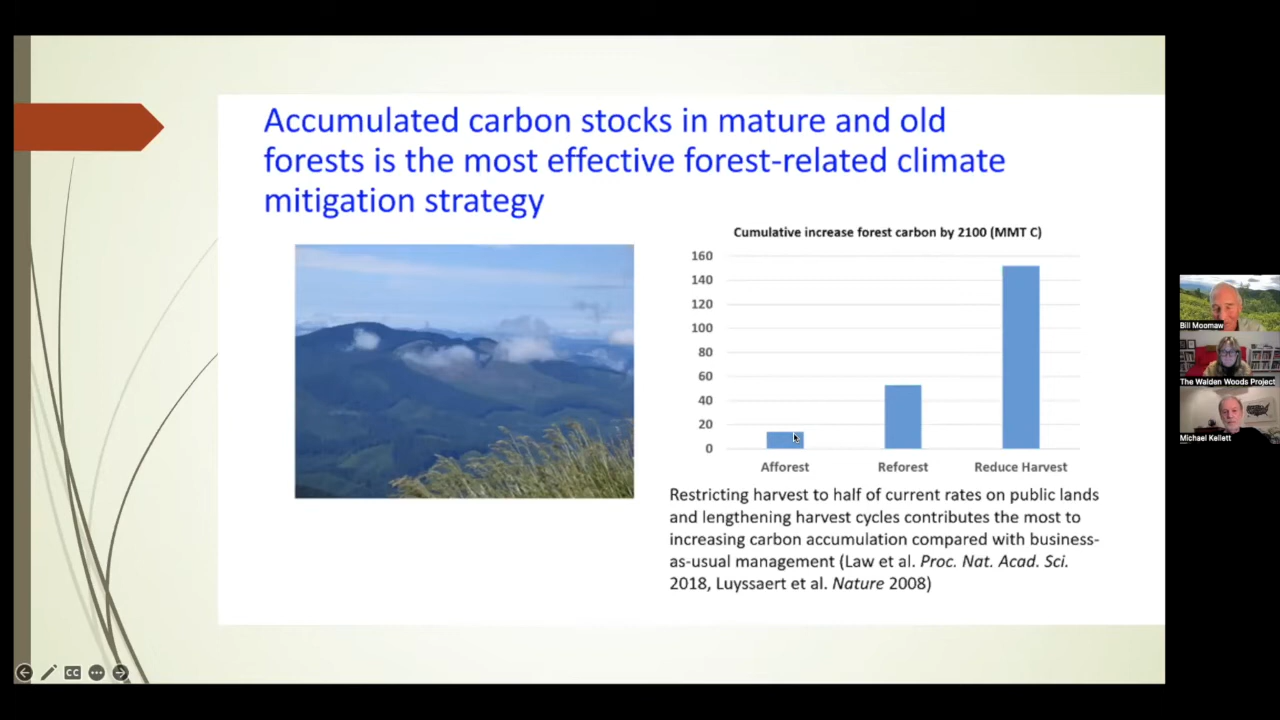 Accumulated carbon stocks in mature and old
forests is the most effective forest-related climate
mitigation strategy
Cumulative increase forest carbon by 2100 (MMT C)
160
140
120
100
80
60
40
20
0
Afforest
Reforest
Reduce Harvest
Restricting harvest to half of current rates on public lands
and lengthening harvest cycles contributes the most to
increasing carbon accumulation compared with business-
as-usual management (Law et al. Proc. Nat. Acad. Sci.
2018, Luyssaert et al. Nature 2008)
Bill Moomaw
The Walden Woods Project
Michael Kellett
CC